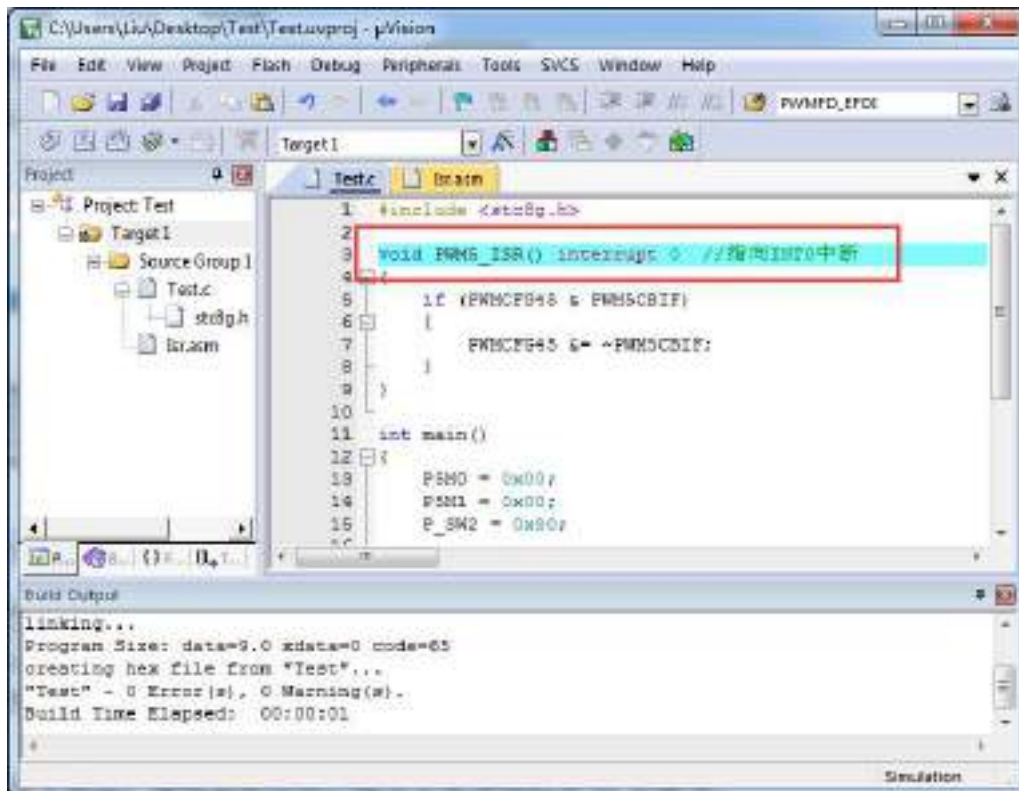 C:\Users\Liu\Desktop\Test\Test.uvproj - µVision
File Edit View Project Flash Debug Peripherals Tools SVCS Window Help
PWMFD_EFDI
Target 1
Project
Test.c isr.asm
Project: Test
Target 1
Source Group 1
Test.c
stc8g.h
isr.asm
1 #include <stc8g.h>
2
3 void PWM5_ISR() interrupt 0 //指向INT0中断
4 {
5 if (PWMCFG45 & PWM5CBIF)
6 {
7 PWMCFG45 &= ~PWM5CBIF;
8 }
9 }
10
11 int main()
12 {
13 P5M0 = 0x00;
14 P5M1 = 0x00;
15 P_SW2 = 0x80;
Build Output
linking...
Program Size: data=9.0 xdata=0 code=65
creating hex file from "Test"...
"Test" - 0 Error(s), 0 Warning(s).
Build Time Elapsed: 00:00:01
Simulation